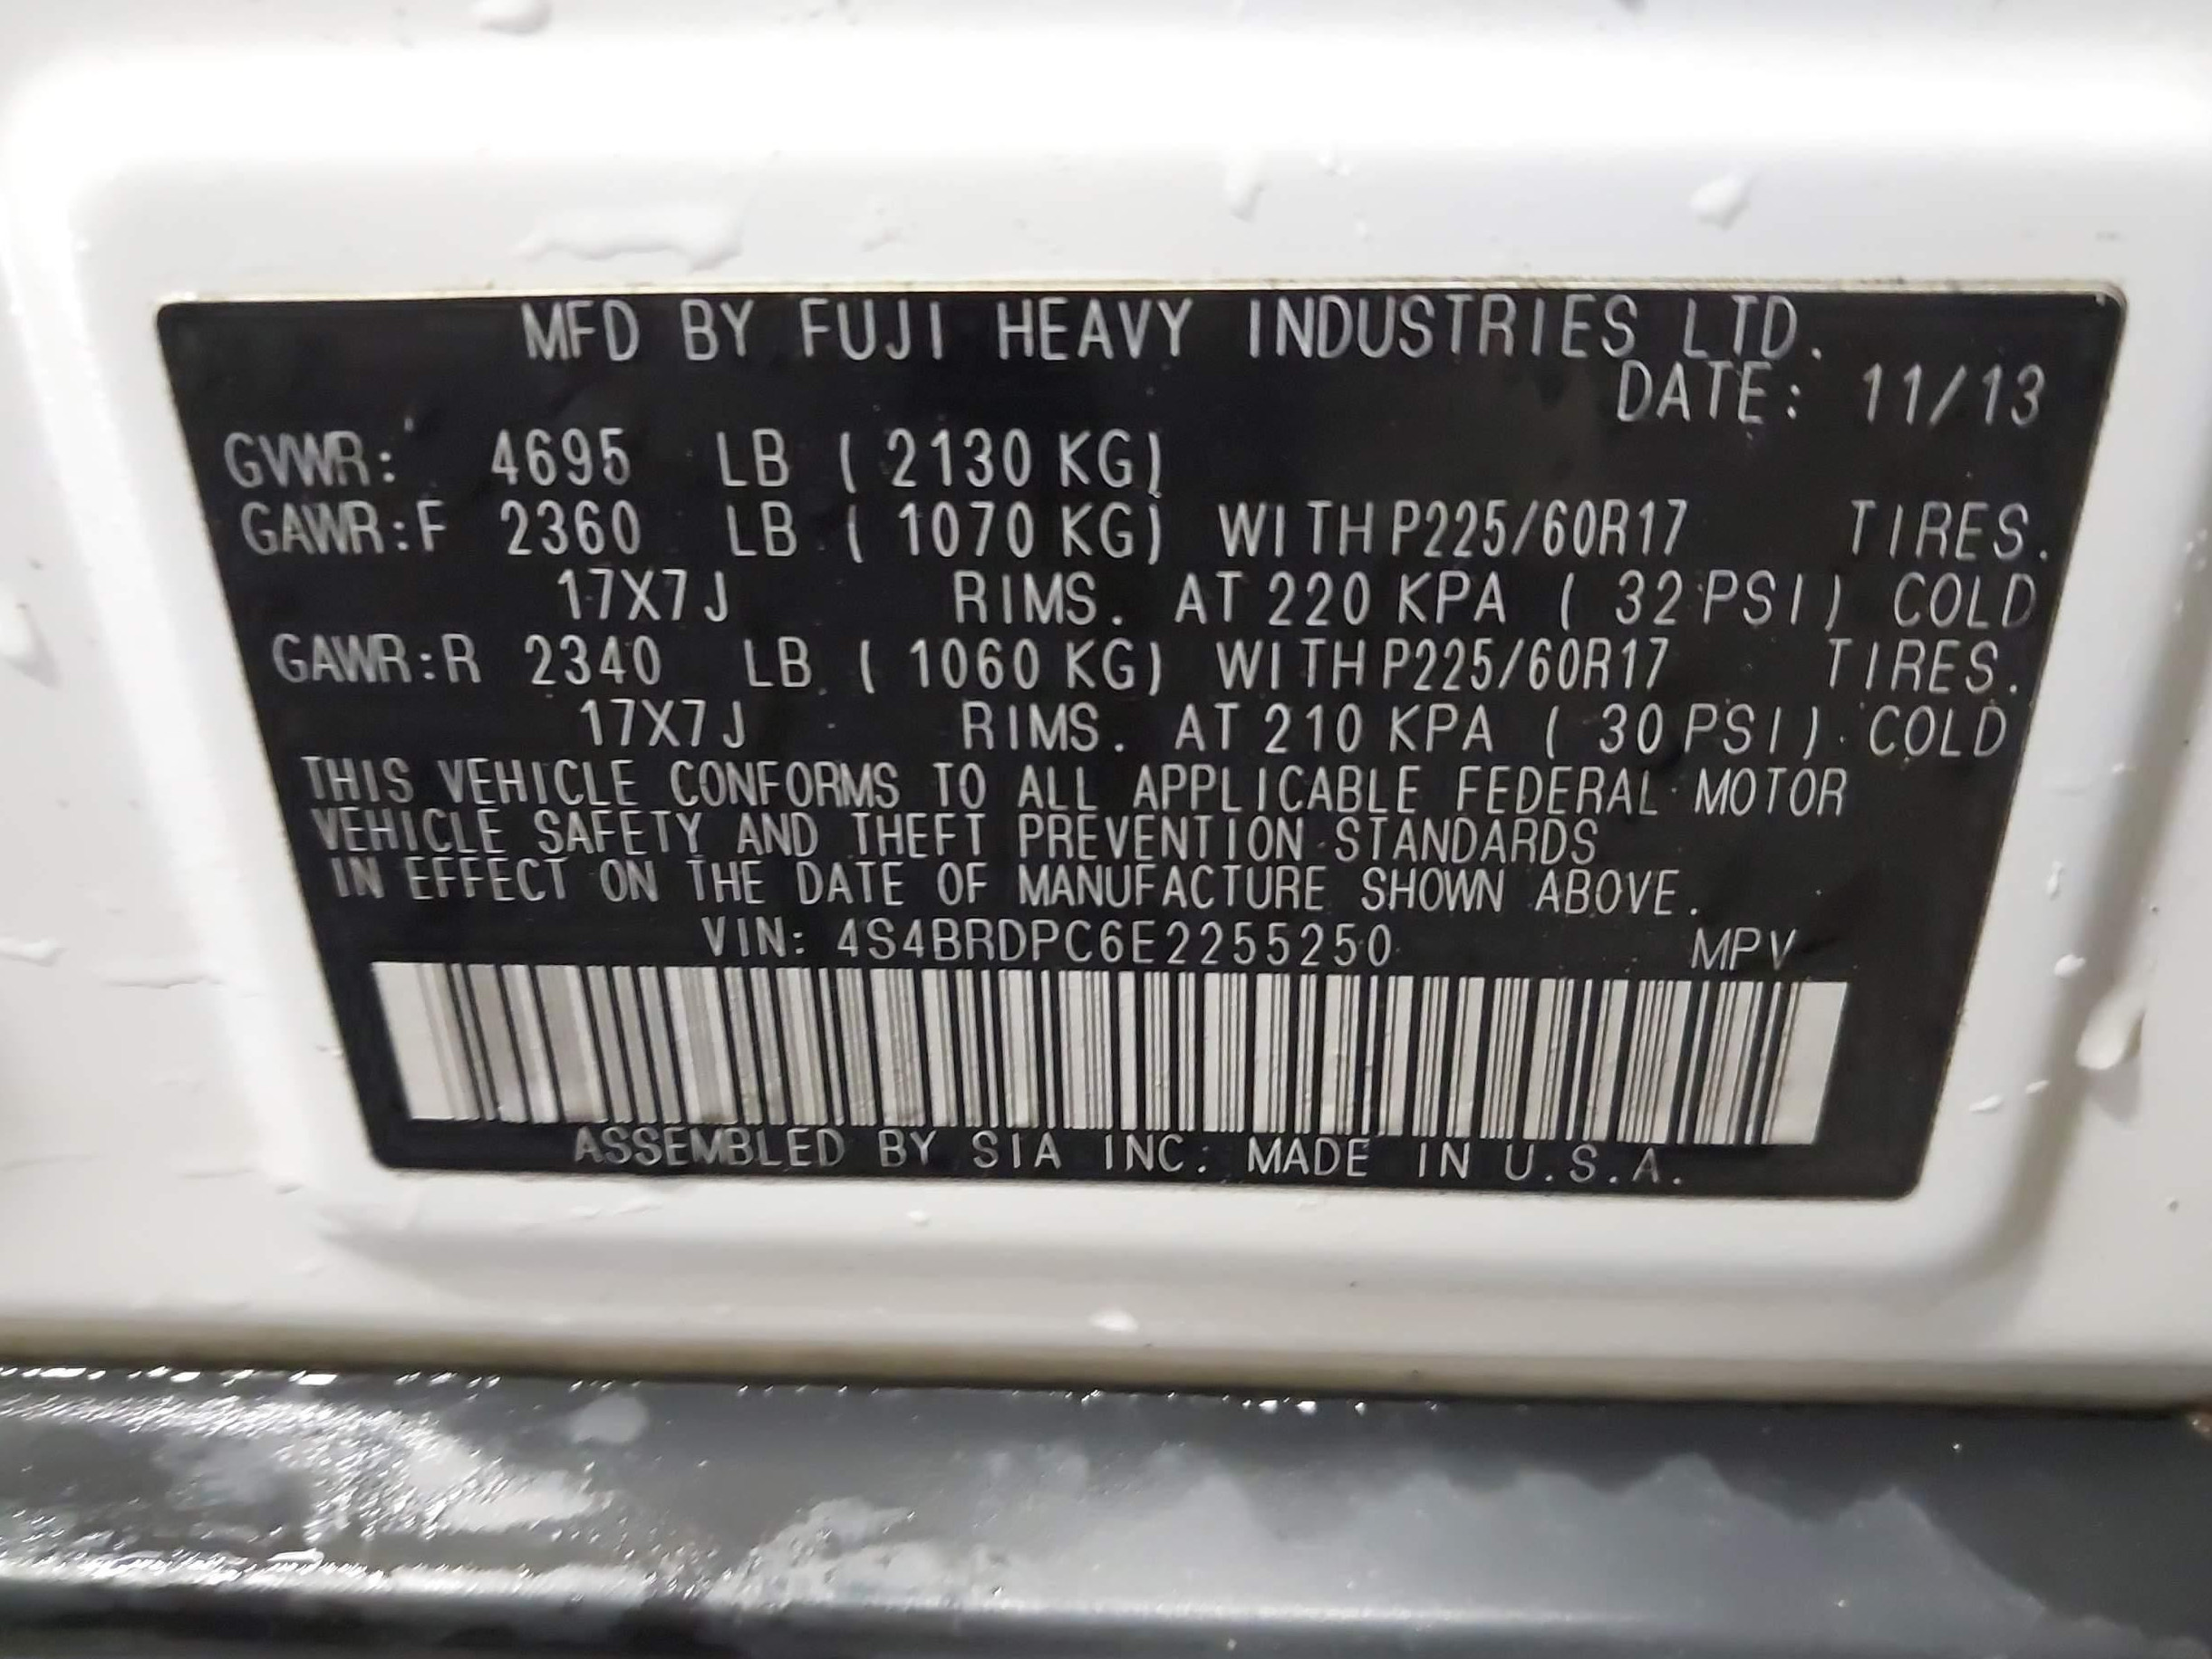 MFD BY FUJI HEAVY INDUSTRIES LTD.
DATE: 11/13
GVWR: 4695 LB ( 2130 KG)
GAWR:F 2360 LB ( 1070 KG) WITH P225/60R17 TIRES.
17X7J RIMS. AT 220 KPA ( 32 PSI) COLD
GAWR:R 2340 LB ( 1060 KG) WITH P225/60R17 TIRES.
17X7J RIMS. AT 210 KPA ( 30 PSI) COLD
THIS VEHICLE CONFORMS TO ALL APPLICABLE FEDERAL MOTOR
VEHICLE SAFETY AND THEFT PREVENTION STANDARDS
IN EFFECT ON THE DATE OF MANUFACTURE SHOWN ABOVE.
VIN: 4S4BRDPC6E2255250 MPV
ASSEMBLED BY SIA INC. MADE IN U.S.A.